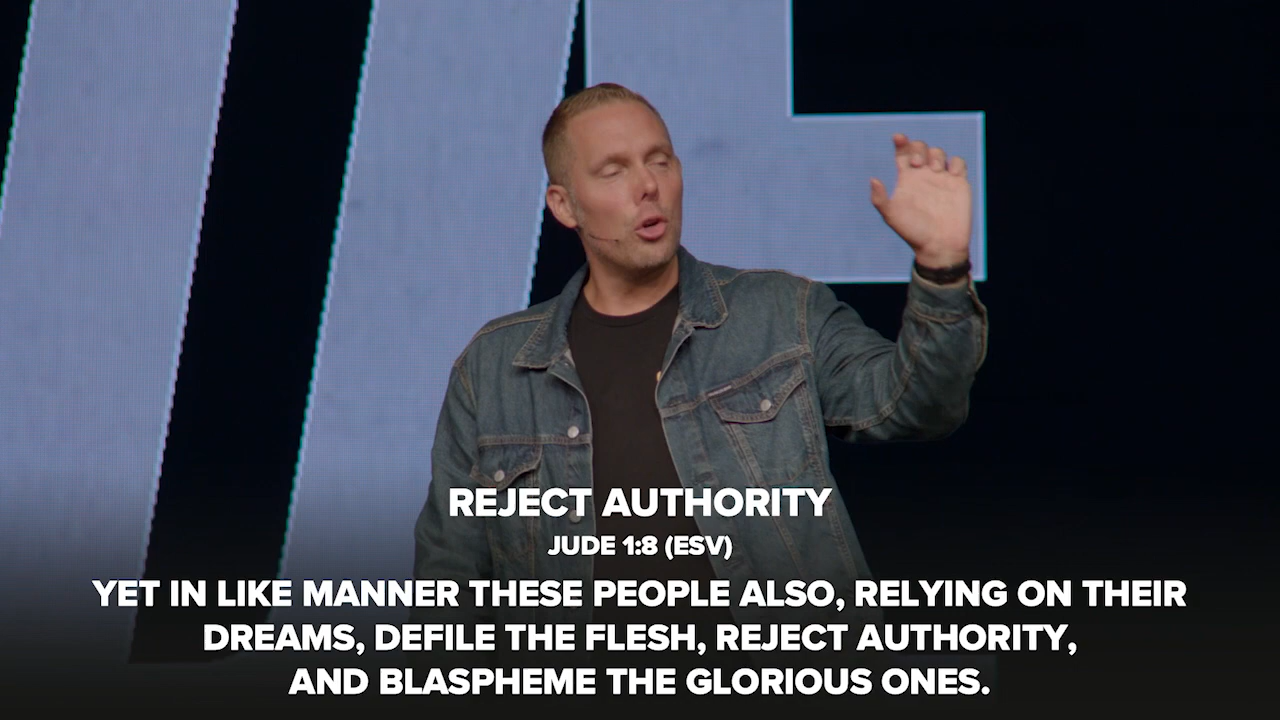 REJECT AUTHORITY
JUDE 1:8 (ESV)
YET IN LIKE MANNER THESE PEOPLE ALSO, RELYING ON THEIR
DREAMS, DEFILE THE FLESH, REJECT AUTHORITY,
AND BLASPHEME THE GLORIOUS ONES.